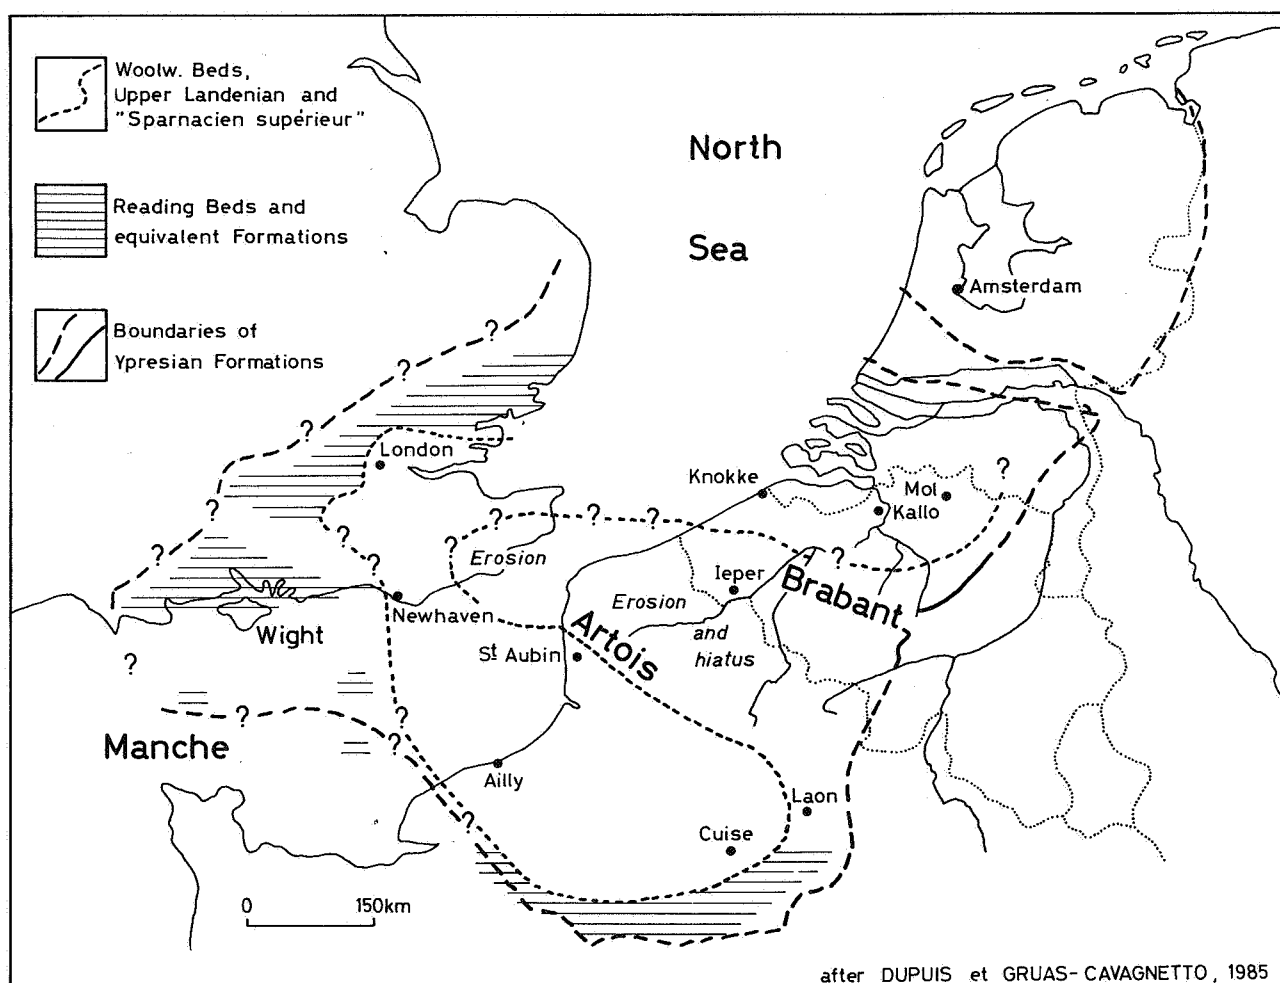 Woolw. Beds,
Upper Landenian and
"Sparnacien supérieur"
Reading Beds and
equivalent Formations
Boundaries of
Ypresian Formations
North
Sea
Amsterdam
?
?
?
London
Knokke
?
Mol
Kallo
?
?
?
?
?
?
?
?
?
Erosion
?
Ieper
Brabant
Newhaven
Erosion
and
hiatus
Artois
Wight
St Aubin
?
?
?
Manche
?
Ailly
Laon
?
Cuise
0 150km
after DUPUIS et GRUAS-CAVAGNETTO, 1985